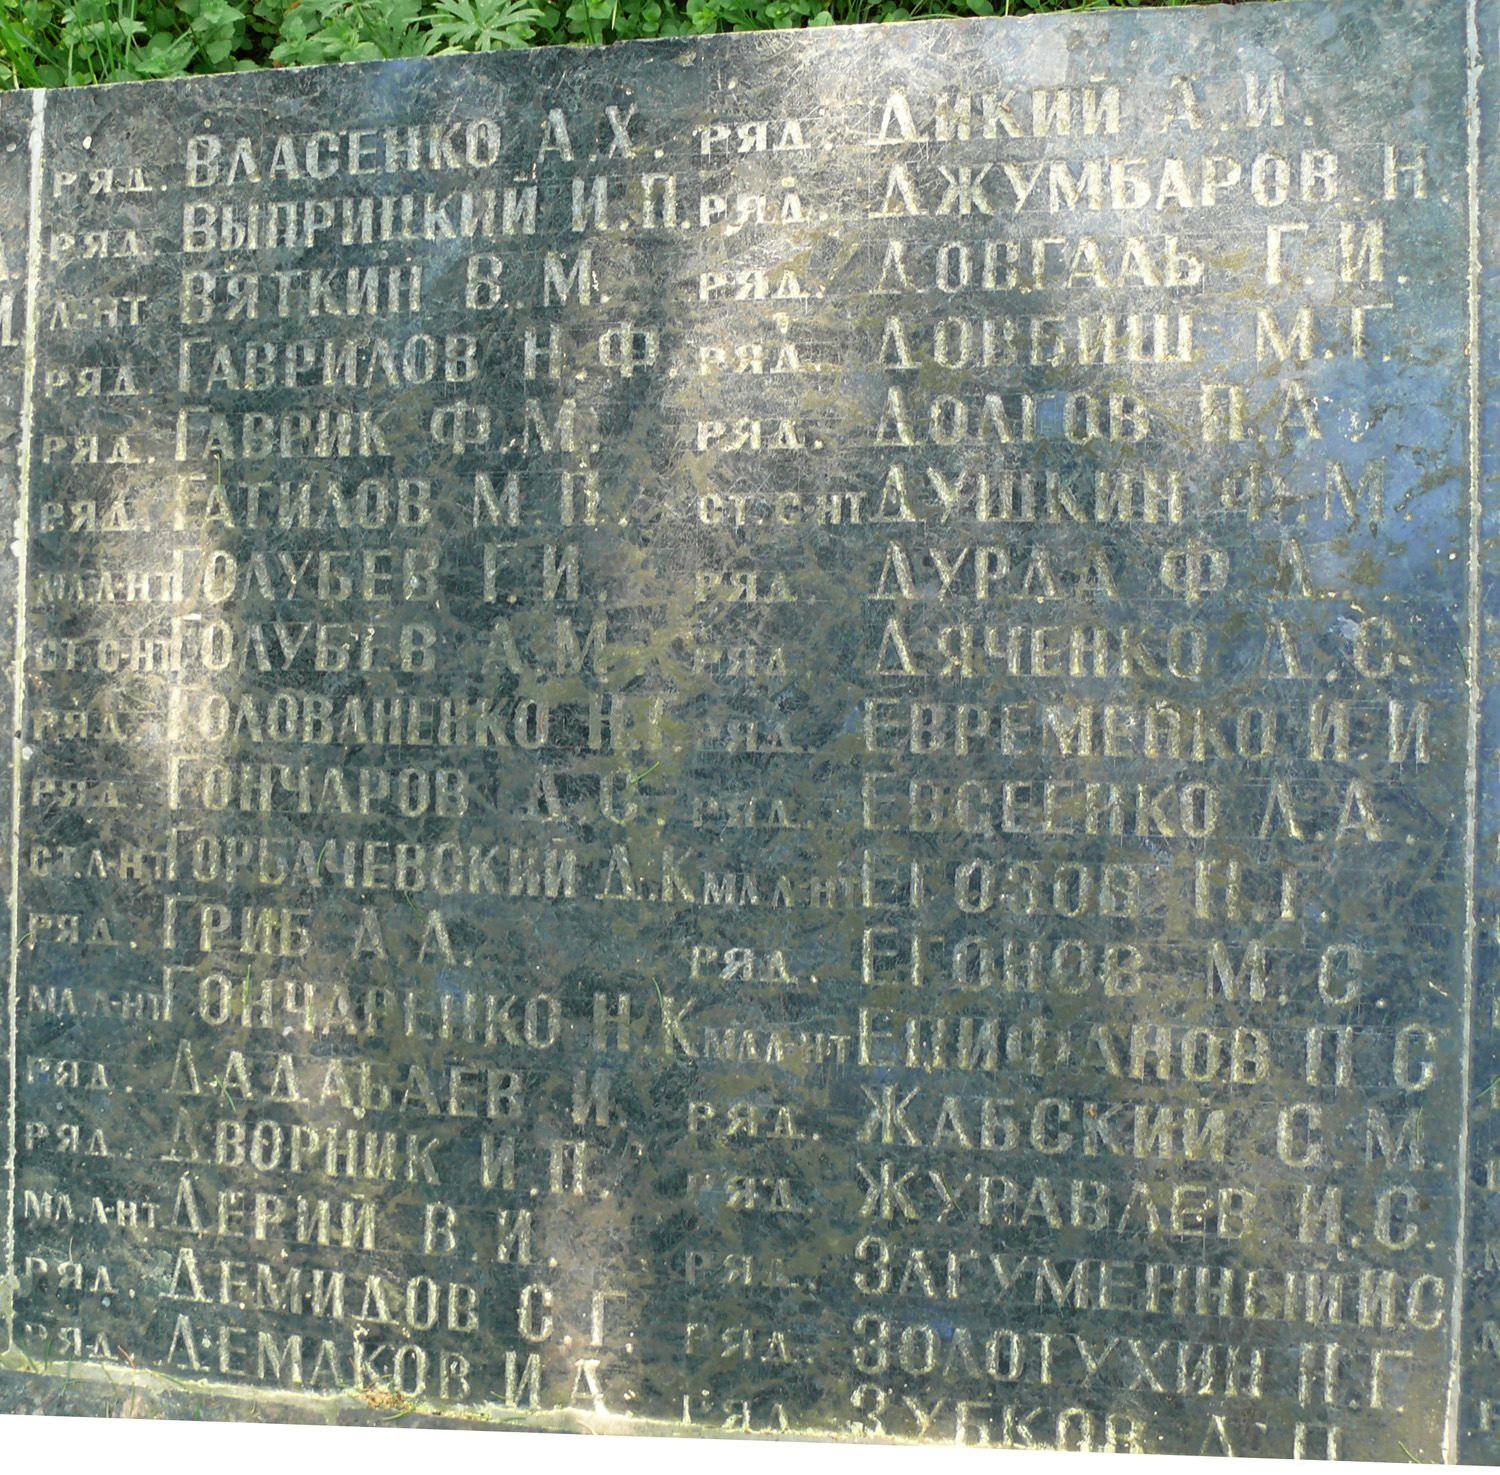 ряд. Власенко А.Х.
ряд. Выприцкий И.П.
л-нт Вяткин В.М.
ряд Гаврилов Н.Ф.
ряд. Гаврик Ф.М.
ряд. Гатилов М.П.
мл.л-нт Голубев Г.И.
ст.с-нт Голубев А.М.
ряд. Голованенко Н.Г.
ряд. Гончаров А.С.
ст.л-нт Горбачевский Д.К
ряд. Гриб А.А.
мл.л-нт Гончаренко Н.К
ряд. И.
ряд. Дворник И.П.
мл.л-нт Дерий В.И.
ряд. Демидов С.Г.
ряд. Демаков И.А.
ряд. Дикий А.И.
ряд. Джумбаров Н.
ряд. Довгаль Г.И.
ряд. Довбиш М.Г.
ряд. Долгов П.А
ст.с-нт Душкин Ф.М
ряд. Дурда Ф
ряд. Дяченко Д.С.
ряд. Евременко И.И
ряд. Евсеенко Л.А.
мл.л-нт Егозов Н.Г.
ряд. Егонов М.С.
мл.л-нт Епифанов П.С
ряд. Жабский С.М.
ряд. Журавлев И.С.
ряд. Загуменный И.С
ряд. Золотухин П.Г
ряд Зубков